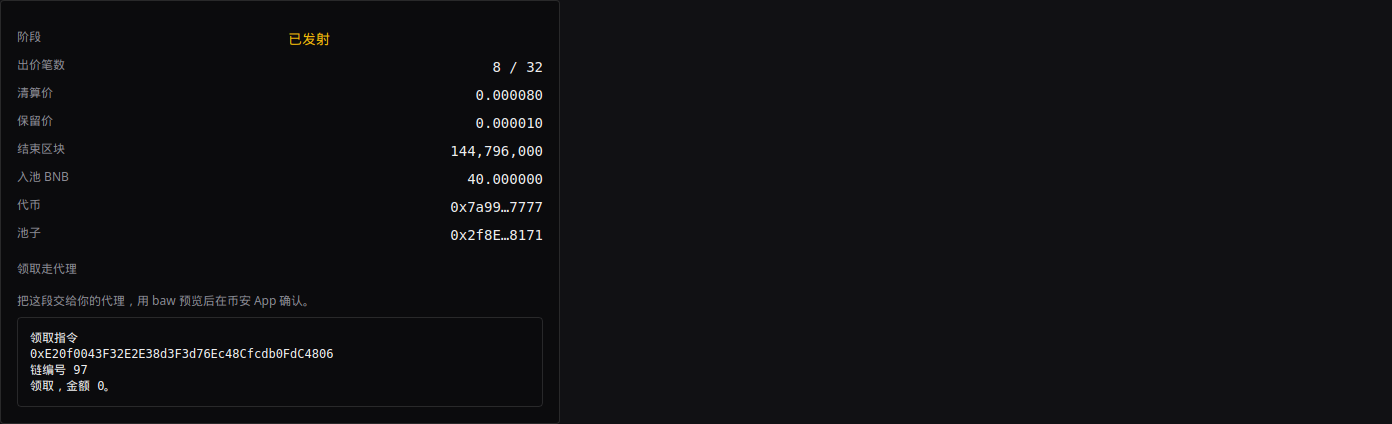 阶段 已发射
出价笔数 8 / 32
清算价 0.000080
保留价 0.000010
结束区块 144,796,000
入池 BNB 40.000000
代币 0x7a99…7777
池子 0x2f8E…8171
领取走代理
把这段交给你的代理，用 baw 预览后在币安 App 确认。
领取指令
0xE20f0043F32E2E38d3F3d76Ec48Cfcdb0FdC4806
链编号 97
领取，金额 0。